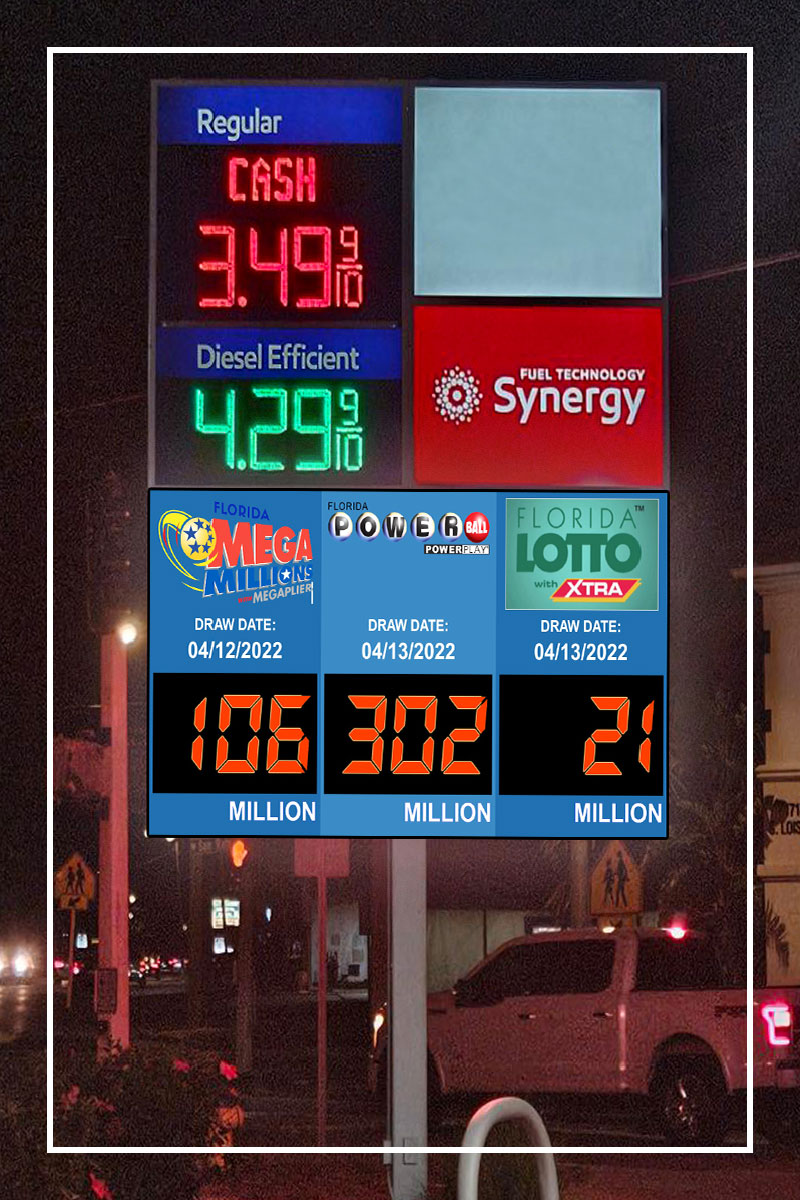 Regular
CASH
3.49 9/10
Diesel Efficient
4.29 9/10
FUEL TECHNOLOGY
Synergy
FLORIDA
MEGA
MILLIONS
MEGAPLIER
DRAW DATE:
04/12/2022
106
MILLION
FLORIDA
POWERBALL
POWERPLAY
DRAW DATE:
04/13/2022
302
MILLION
FLORIDA™
LOTTO
with XTRA
DRAW DATE:
04/13/2022
21
MILLION